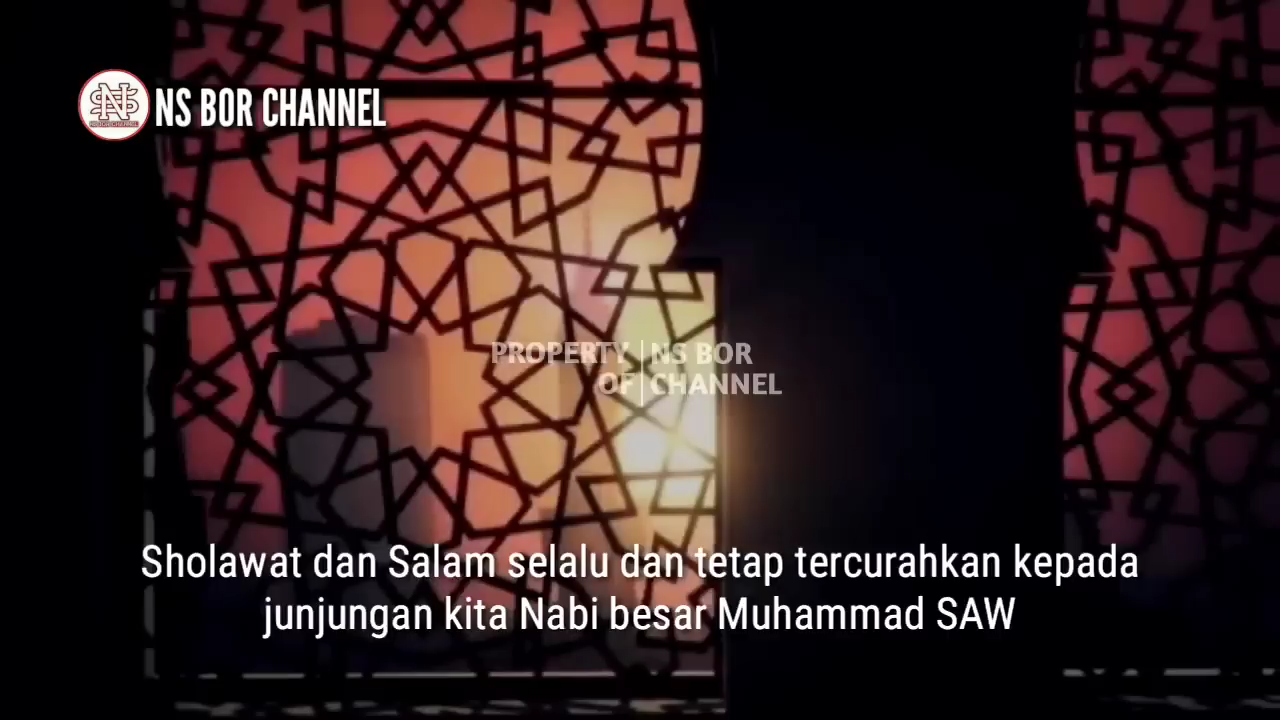 NS BOR CHANNEL
PROPERTY | NS BOR
OF | CHANNEL
Sholawat dan Salam selalu dan tetap tercurahkan kepada
junjungan kita Nabi besar Muhammad SAW